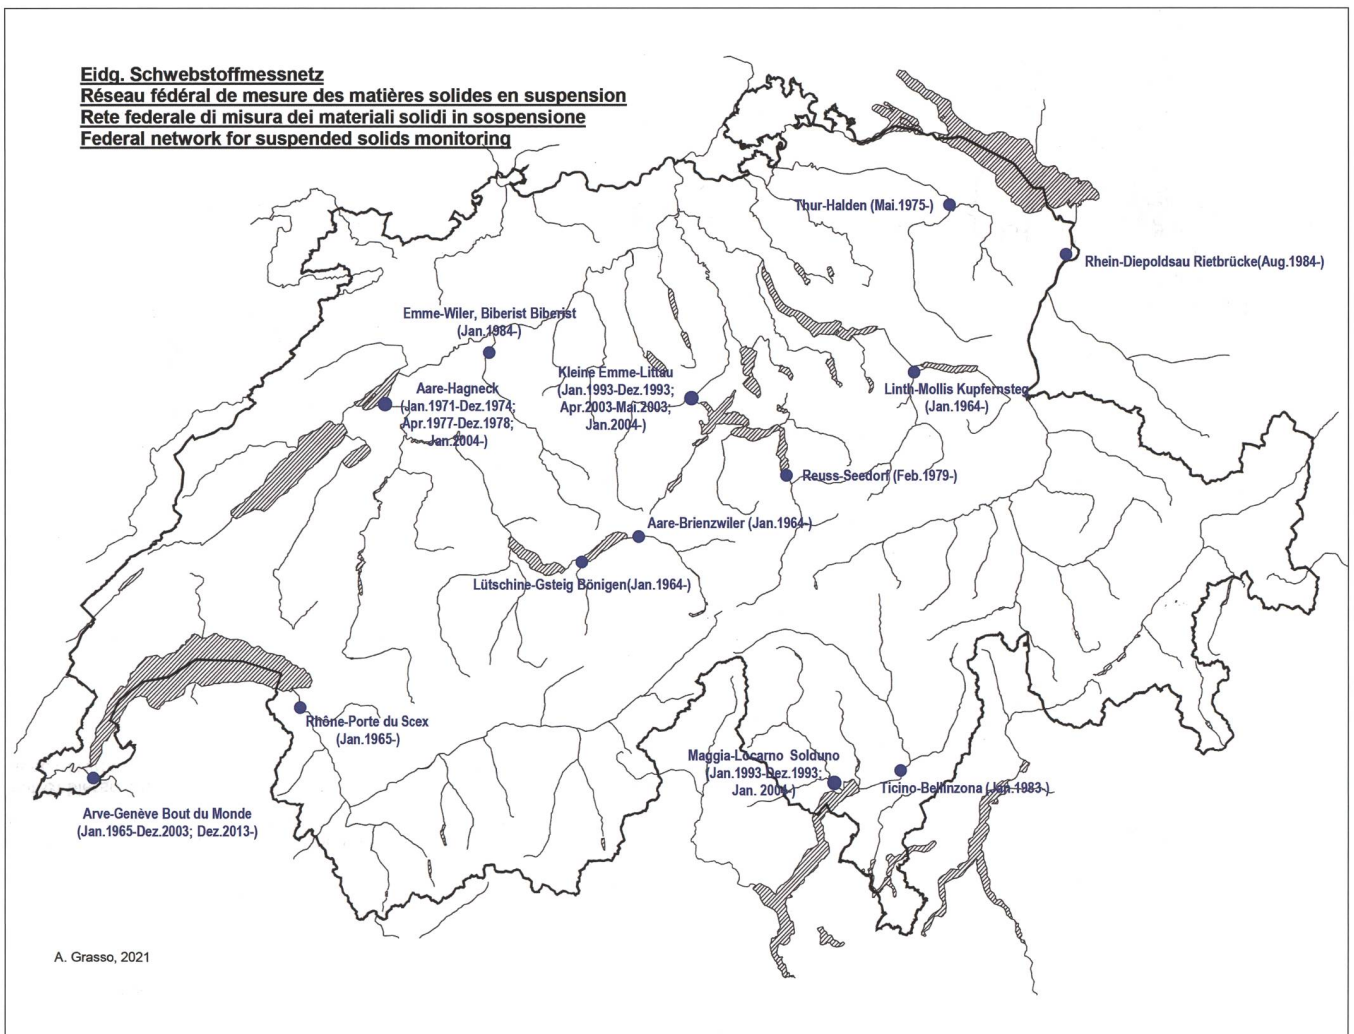 Eidg. Schwebstoffmessnetz
Réseau fédéral de mesure des matières solides en suspension
Rete federale di misura dei materiali solidi in sospensione
Federal network for suspended solids monitoring
Thur-Halden (Mai.1975-)
Rhein-Diepoldsau Rietbrücke(Aug.1984-)
Emme-Wiler, Biberist Biberist
(Jan.1984-)
Kleine Emme-Littau
(Jan.1993-Dez.1993;
Apr.2003-Mai.2003;
Jan.2004-)
Linth-Mollis Kupfernsteg
(Jan.1964-)
Aare-Hagneck
(Jan.1971-Dez.1974;
Apr.1977-Dez.1978;
Jan.2004-)
Reuss-Seedorf (Feb.1979-)
Aare-Brienzwiler (Jan.1964-)
Lütschine-Gsteig Bönigen(Jan.1964-)
Rhône-Porte du Scex
(Jan.1965-)
Maggia-Locarno Solduno
(Jan.1993-Dez.1993;
Jan. 2004-)
Ticino-Bellinzona (Jan.1983-)
Arve-Genève Bout du Monde
(Jan.1965-Dez.2003; Dez.2013-)
A. Grasso, 2021